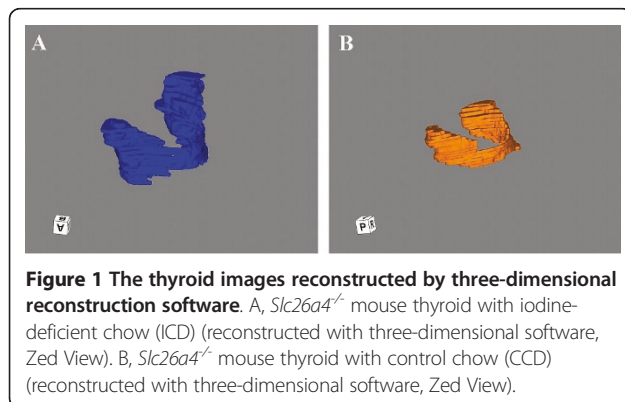 A
B
A
P
Figure 1 The thyroid images reconstructed by three-dimensional
reconstruction software. A, Slc26a4-/- mouse thyroid with iodine-
deficient chow (ICD) (reconstructed with three-dimensional software,
Zed View). B, Slc26a4-/- mouse thyroid with control chow (CCD)
(reconstructed with three-dimensional software, Zed View).